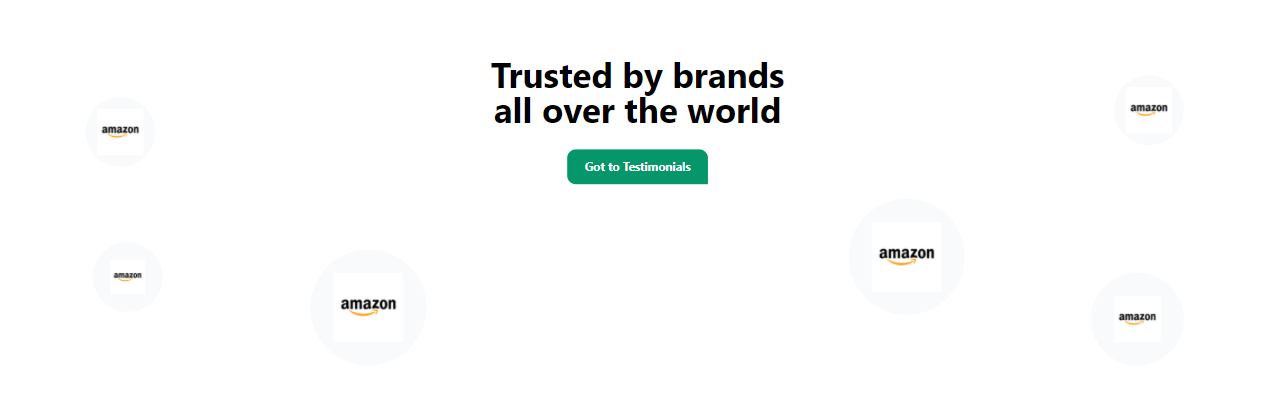 Trusted by brands
all over the world
amazon
amazon
Got to Testimonials
amazon
amazon
amazon
amazon